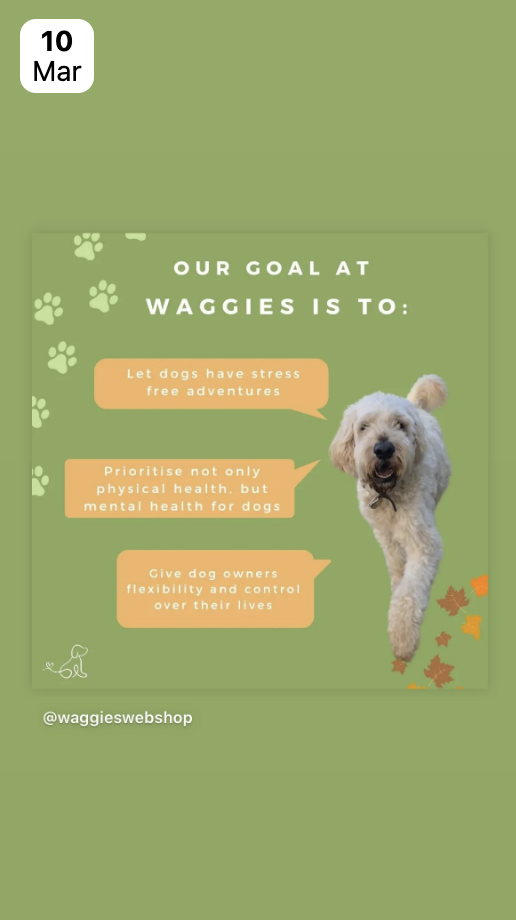 10
Mar
OUR GOAL AT
WAGGIES IS TO:
Let dogs have stress
free adventures
Prioritise not only
physical health, but
mental health for dogs
Give dog owners
flexibility and control
over their lives
@waggieswebshop